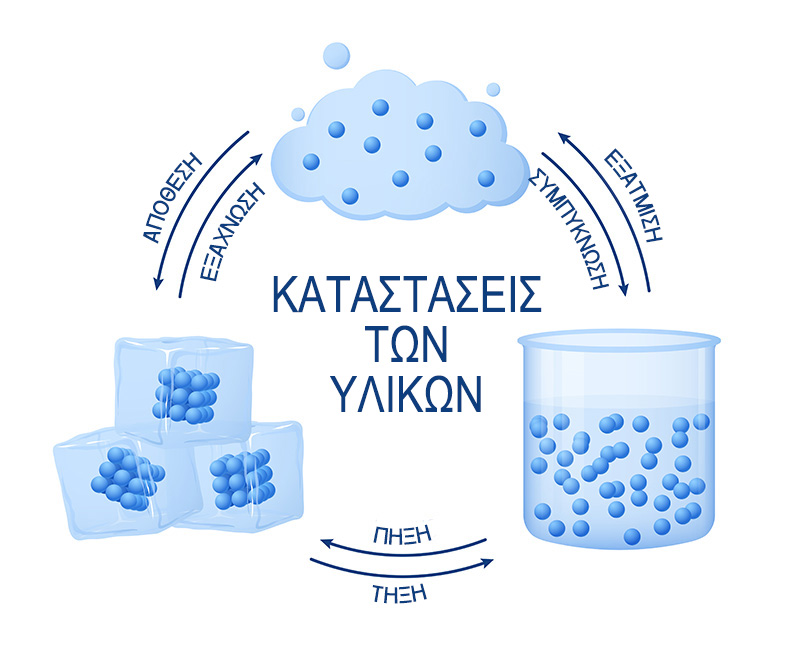 ΑΠΟΘΕΣΗ
ΕΞΑΧΝΩΣΗ
ΣΥΜΠΥΚΝΩΣΗ
ΕΞΑΤΜΙΣΗ
ΚΑΤΑΣΤΑΣΕΙΣ
ΤΩΝ
ΥΛΙΚΩΝ
ΠΗΞΗ
ΤΗΞΗ